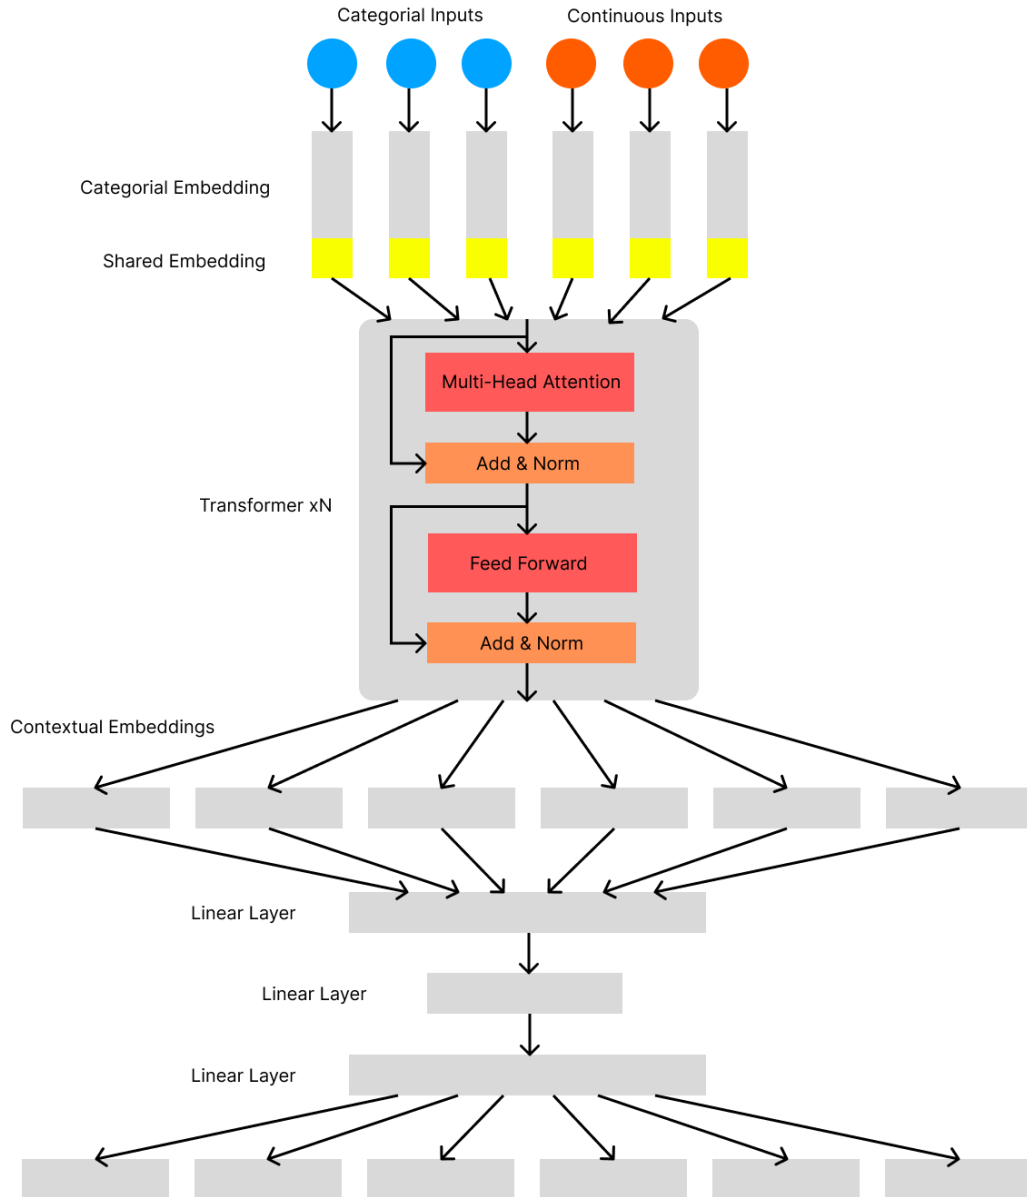 Categorial Inputs
Continuous Inputs
Categorial Embedding
Shared Embedding
Multi-Head Attention
Add & Norm
Transformer xN
Feed Forward
Add & Norm
Contextual Embeddings
Linear Layer
Linear Layer
Linear Layer